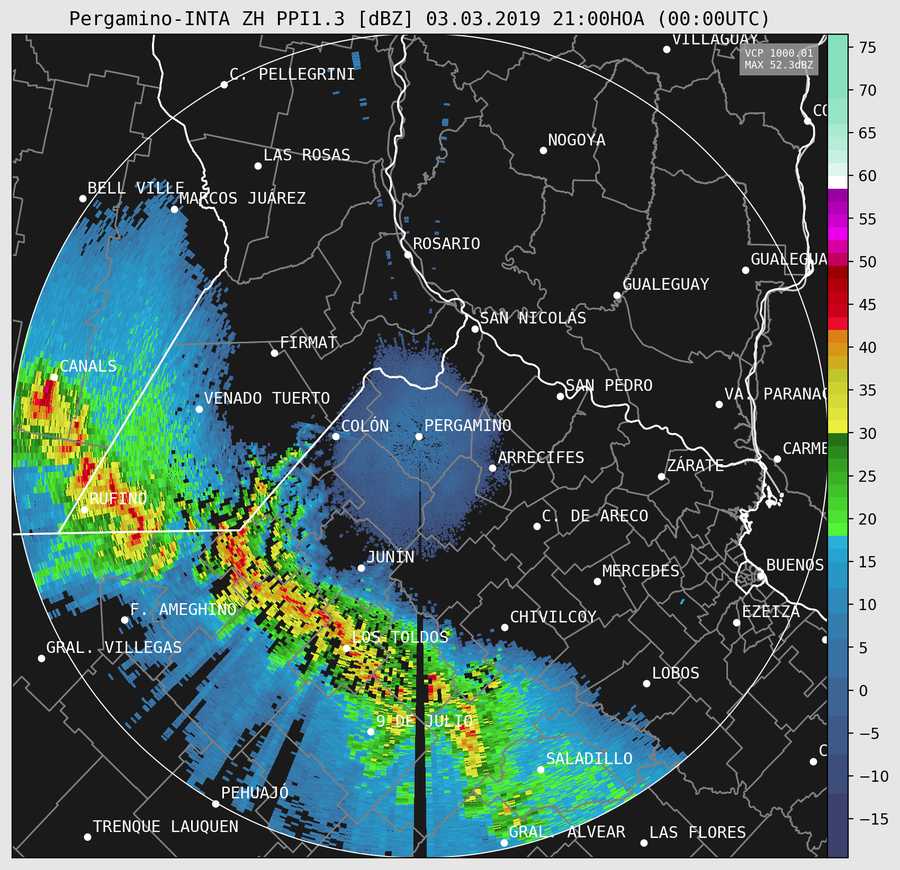 Pergamino-INTA ZH PPI1.3 [dBZ] 03.03.2019 21:00HOA (00:00UTC)
VILLAGUAY
VCP 1000.01
MAX 52.3dBZ
C. PELLEGRINI
CO
NOGOYA
LAS ROSAS
BELL VILLE
MARCOS JUÁREZ
ROSARIO
GUALEGUA
GUALEGUAY
SAN NICOLÁS
FIRMAT
CANALS
SAN PEDRO
VENADO TUERTO
VA. PARANAC
COLÓN
PERGAMINO
CARME
ARRECIFES
ZÁRATE
RUFINO
C. DE ARECO
JUNÍN
BUENOS
MERCEDES
F. AMEGHINO
CHIVILCOY
EZEIZA
LOS TOLDOS
GRAL. VILLEGAS
LOBOS
9 DE JULIO
SALADILLO
C
PEHUAJÓ
TRENQUE LAUQUEN
GRAL. ALVEAR
LAS FLORES
75
70
65
60
55
50
45
40
35
30
25
20
15
10
5
0
−5
−10
−15